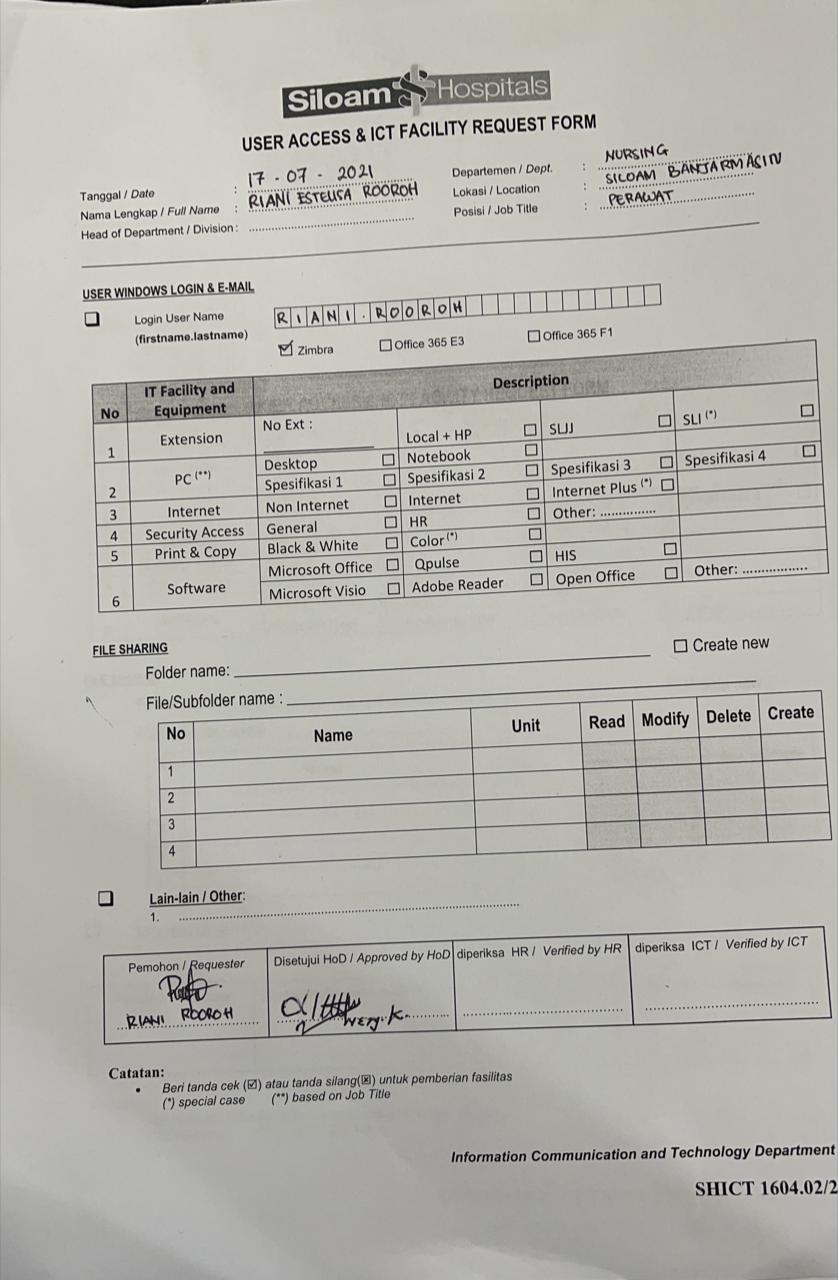 Siloam Hospitals
USER ACCESS & ICT FACILITY REQUEST FORM
Tanggal / Date : 17 - 07 - 2021
Nama Lengkap / Full Name : RIANI ESTELITA ROOROH
Head of Department / Division :
Departemen / Dept. : NURSING
Lokasi / Location : SILOAM BANJARMASIN
Posisi / Job Title : PERAWAT
USER WINDOWS LOGIN & E-MAIL
Login User Name RIANI.ROOROH
(firstname.lastname)
Zimbra Office 365 E3 Office 365 F1
No IT Facility and Equipment Description
1 Extension No Ext : Local + HP SLJJ SLI (*)
2 PC (**) Desktop Notebook
Spesifikasi 1 Spesifikasi 2 Spesifikasi 3 Spesifikasi 4
3 Internet Non Internet Internet Internet Plus (*)
4 Security Access General HR Other: ...............
5 Print & Copy Black & White Color (*)
6 Software Microsoft Office Qpulse HIS
Microsoft Visio Adobe Reader Open Office Other: .................
FILE SHARING
Folder name: Create new
File/Subfolder name :
No Name Unit Read Modify Delete Create
1
2
3
4
Lain-lain / Other:
1.
Pemohon / Requester Disetujui HoD / Approved by HoD diperiksa HR / Verified by HR diperiksa ICT / Verified by ICT
RIANI ROOROH
Catatan:
• Beri tanda cek (☑) atau tanda silang(☒) untuk pemberian fasilitas
(*) special case (**) based on Job Title
Information Communication and Technology Department
SHICT 1604.02/2